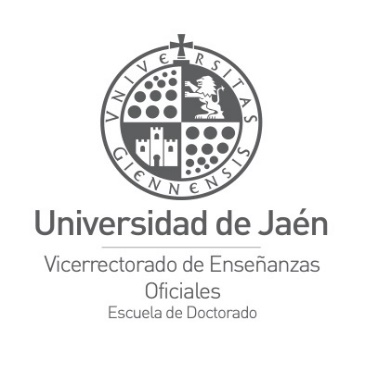 VNIVERSITAS
GIENNENSIS
Universidad de Jaén
Vicerrectorado de Enseñanzas
Oficiales
Escuela de Doctorado